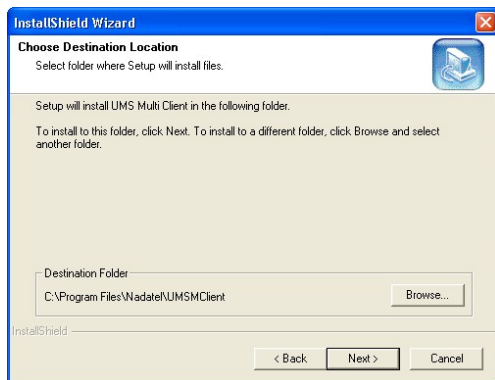 InstallShield Wizard
Choose Destination Location
Select folder where Setup will install files.
Setup will install UMS Multi Client in the following folder.
To install to this folder, click Next. To install to a different folder, click Browse and select
another folder.
Destination Folder
C:\Program Files\Nadatel\UMSMClient
Browse...
InstallShield
< Back
Next >
Cancel